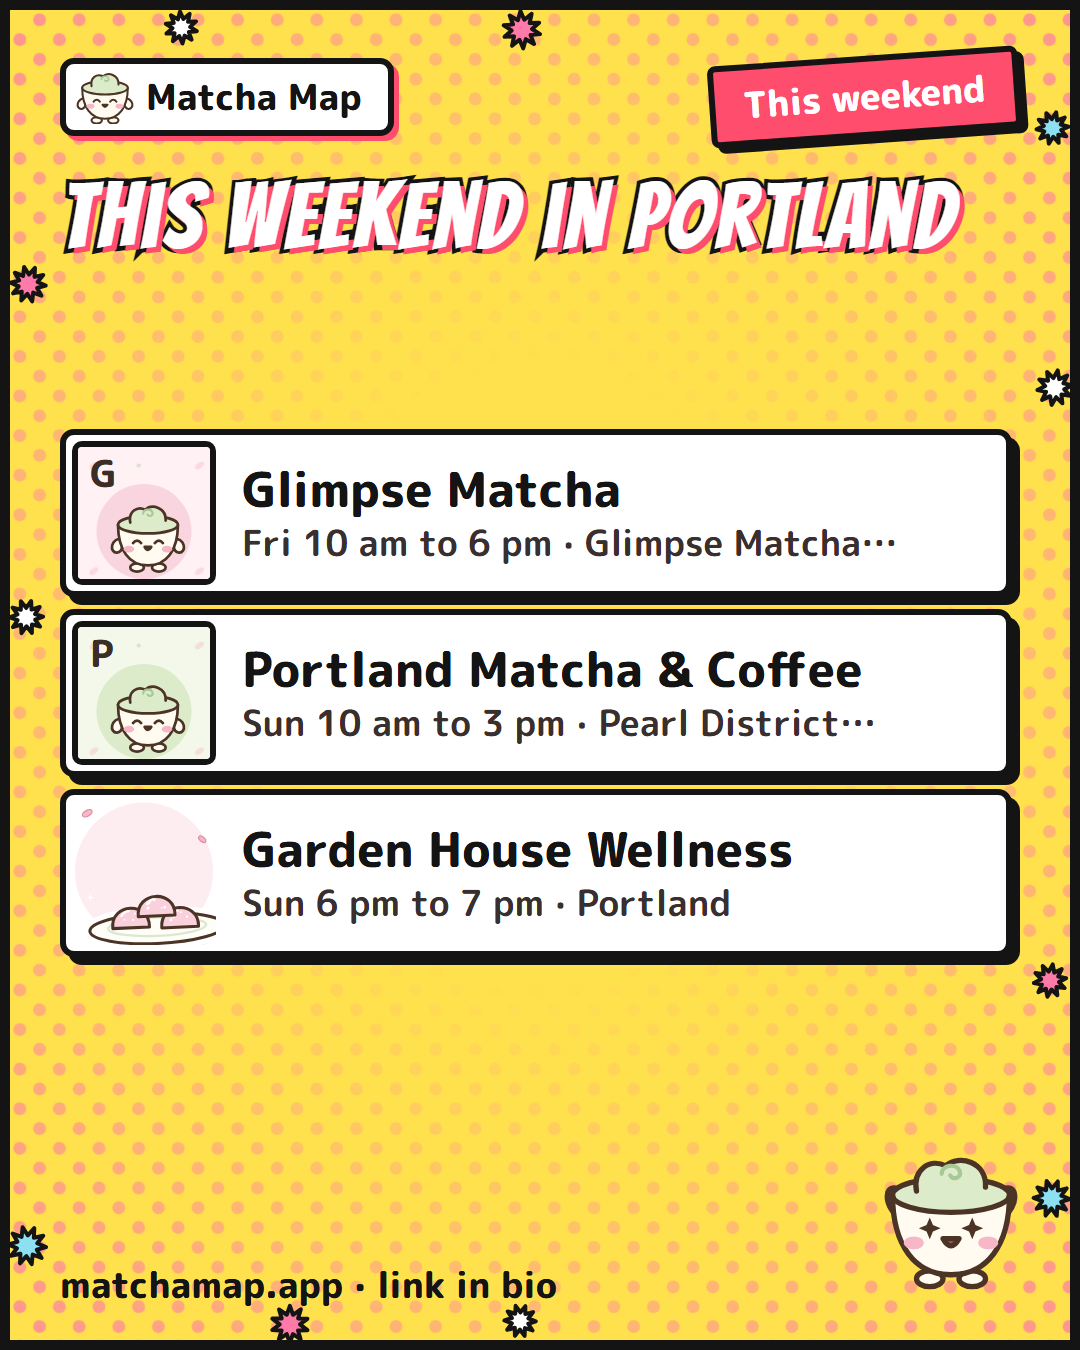 Matcha Map
This weekend
THIS WEEKEND IN PORTLAND
G
Glimpse Matcha
Fri 10 am to 6 pm · Glimpse Matcha…
P
Portland Matcha & Coffee
Sun 10 am to 3 pm · Pearl District…
Garden House Wellness
Sun 6 pm to 7 pm · Portland
matchamap.app · link in bio